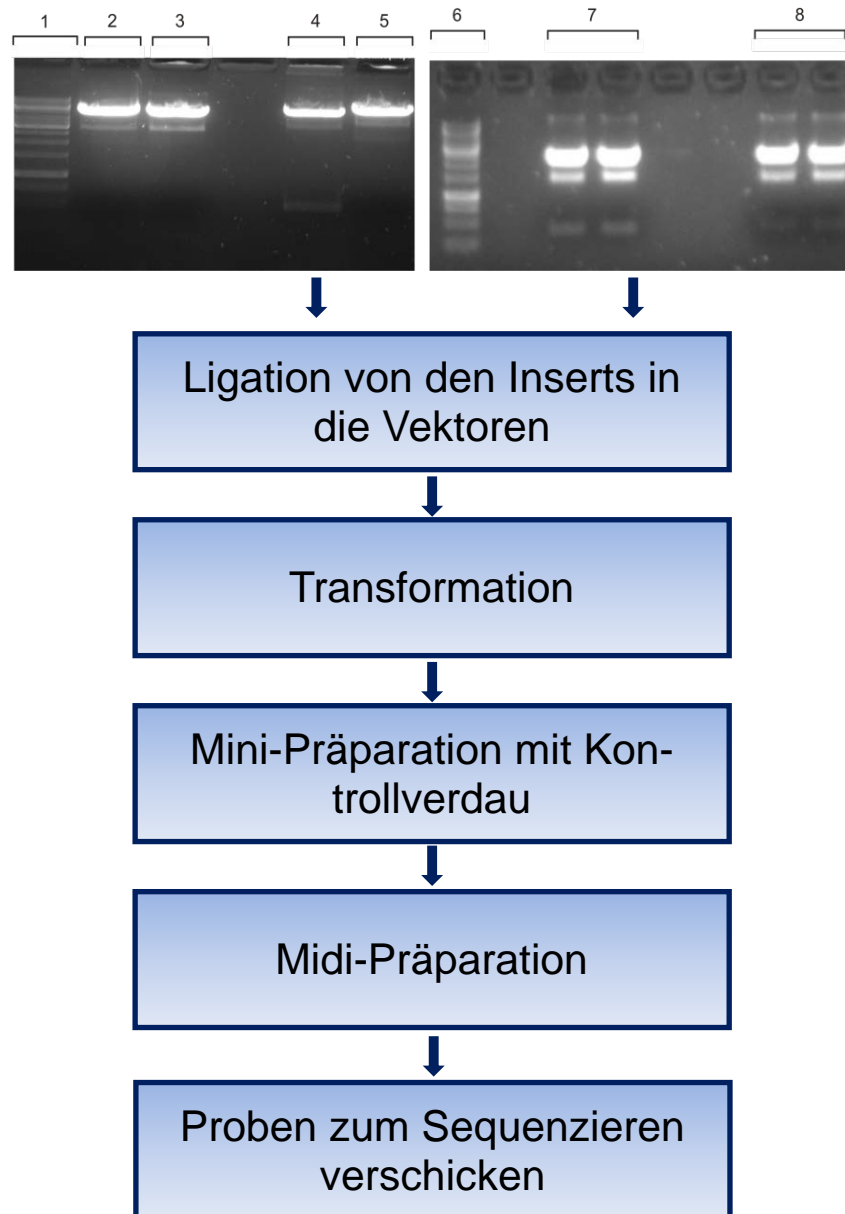 1 2 3 4 5 6 7 8
Ligation von den Inserts in
die Vektoren
Transformation
Mini-Präparation mit Kon-
trollverdau
Midi-Präparation
Proben zum Sequenzieren
verschicken